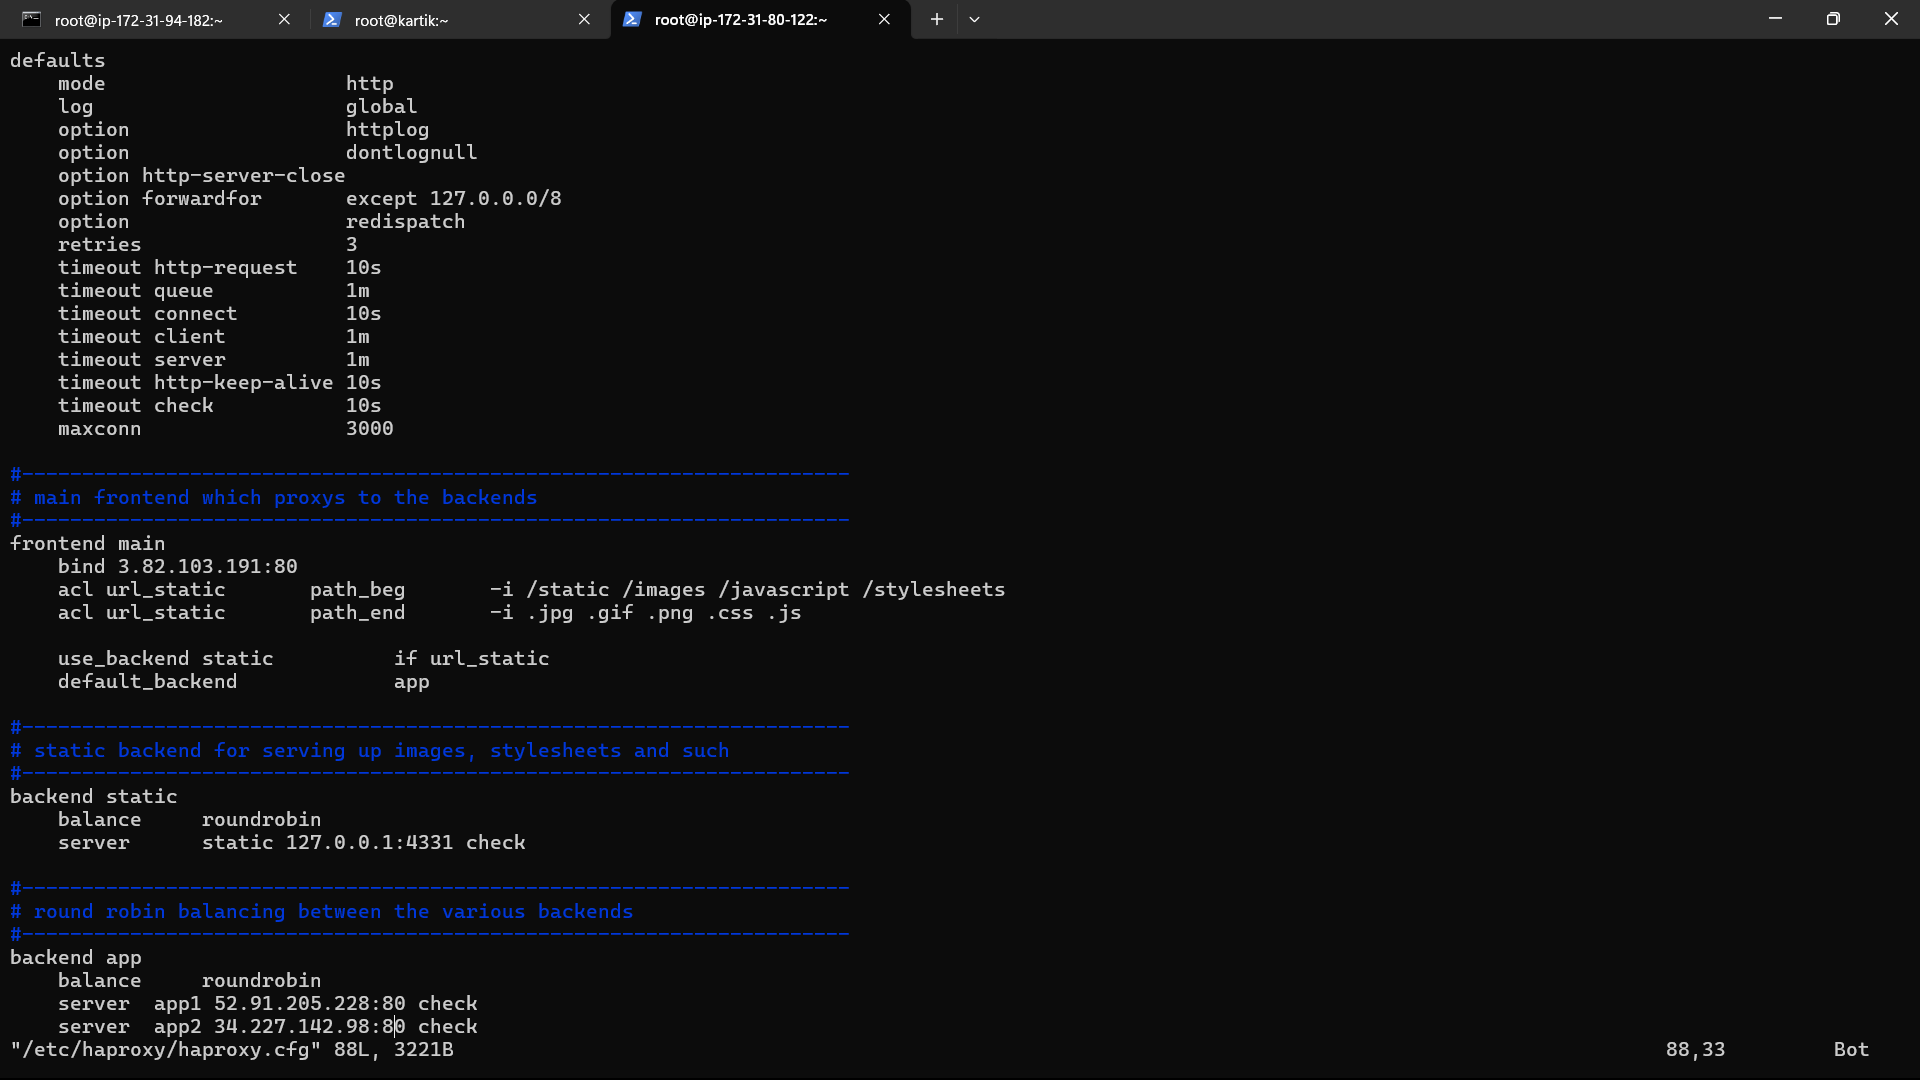 root@ip-172-31-94-182:~
root@kartik:~
root@ip-172-31-80-122:~
defaults
    mode                    http
    log                     global
    option                  httplog
    option                  dontlognull
    option http-server-close
    option forwardfor       except 127.0.0.0/8
    option                  redispatch
    retries                 3
    timeout http-request    10s
    timeout queue           1m
    timeout connect         10s
    timeout client          1m
    timeout server          1m
    timeout http-keep-alive 10s
    timeout check           10s
    maxconn                 3000
#---------------------------------------------------------------------
# main frontend which proxys to the backends
#---------------------------------------------------------------------
frontend main
    bind 3.82.103.191:80
    acl url_static       path_beg       -i /static /images /javascript /stylesheets
    acl url_static       path_end       -i .jpg .gif .png .css .js
    use_backend static          if url_static
    default_backend             app
#---------------------------------------------------------------------
# static backend for serving up images, stylesheets and such
#---------------------------------------------------------------------
backend static
    balance     roundrobin
    server      static 127.0.0.1:4331 check
#---------------------------------------------------------------------
# round robin balancing between the various backends
#---------------------------------------------------------------------
backend app
    balance     roundrobin
    server  app1 52.91.205.228:80 check
    server  app2 34.227.142.98:80 check
"/etc/haproxy/haproxy.cfg" 88L, 3221B                                                                                                     88,33         Bot